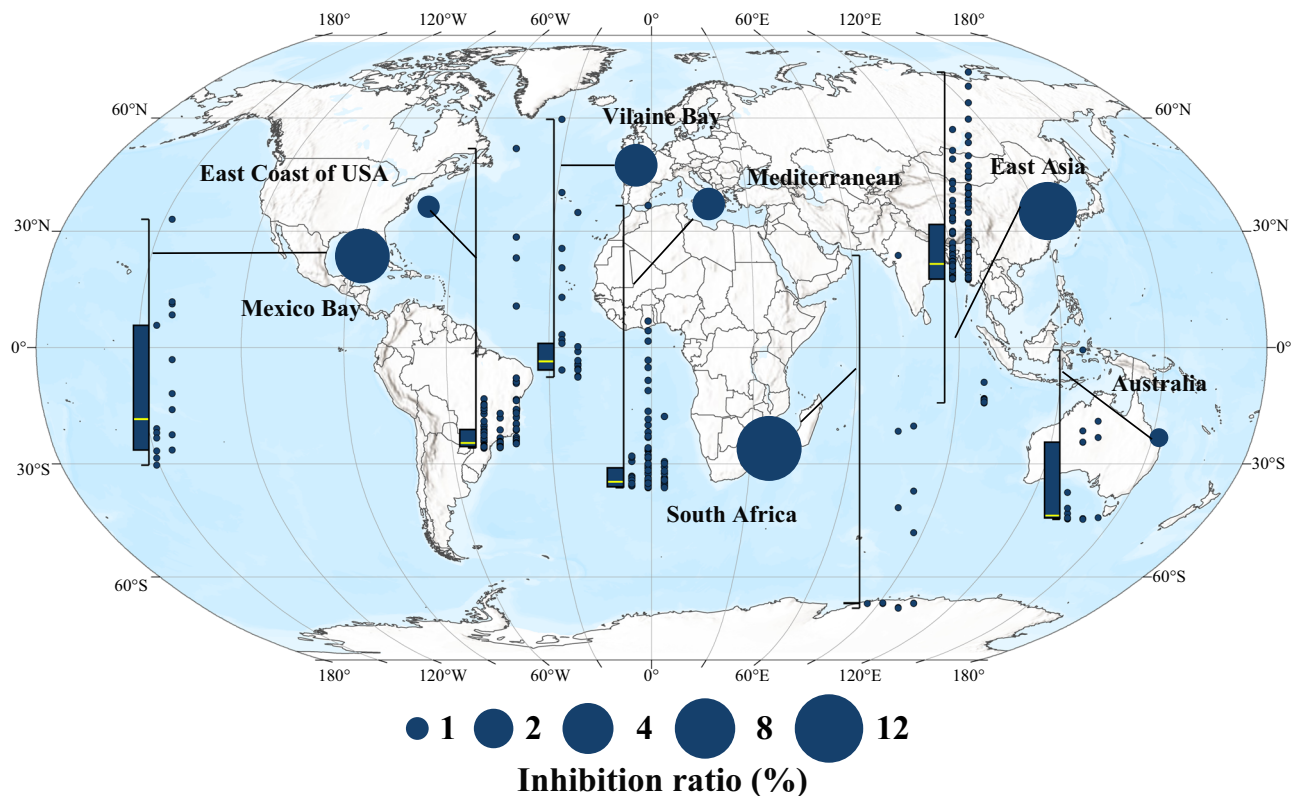 180° 120°W 60°W 0° 60°E 120°E 180°
60°N 60°N
Vilaine Bay
East Coast of USA
Mediterranean
East Asia
30°N 30°N
Mexico Bay
0° 0°
Australia
30°S 30°S
South Africa
60°S 60°S
180° 120°W 60°W 0° 60°E 120°E 180°
1 2 4 8 12
Inhibition ratio (%)